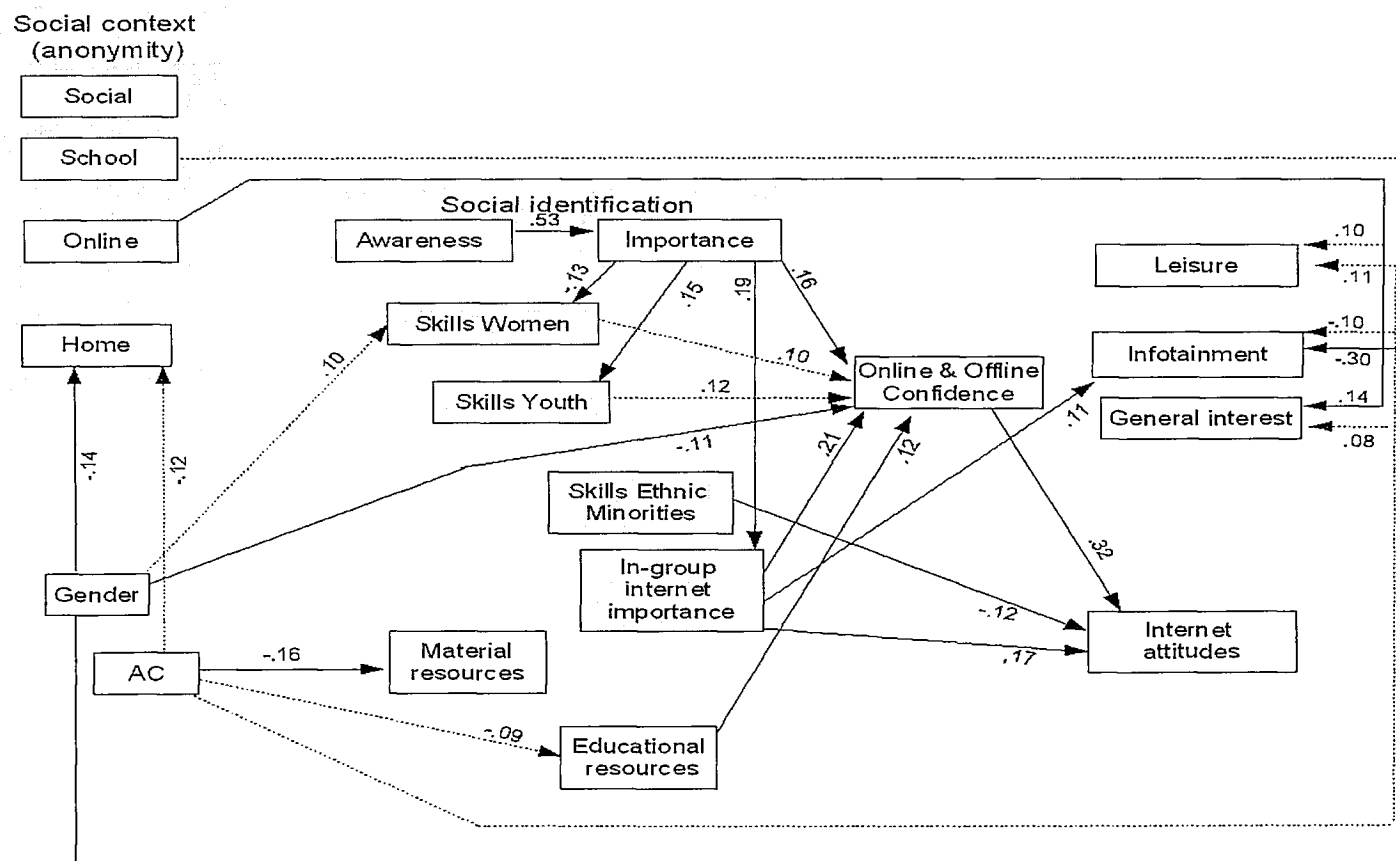 Social context
(anonymity)
Social
School
Online
Social identification
Awareness
.53
Importance
.10
Leisure
.11
-.13
.15
.19
.16
Skills Women
Home
.10
.10
-.10
Infotainment
-.30
Online & Offline
Confidence
Skills Youth
.12
.14
General interest
.08
.11
-.14
-.12
-.11
.21
.12
Skills Ethnic
Minorities
.32
In-group
internet
importance
Gender
-.12
.17
Internet
attitudes
AC
-.16
Material
resources
-.09
Educational
resources